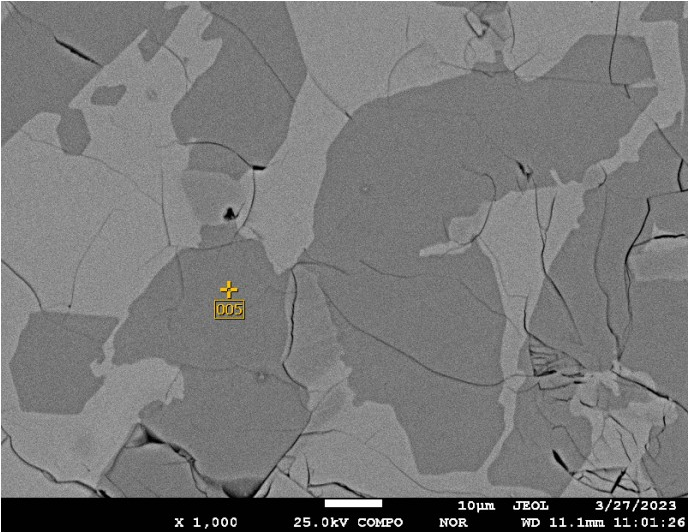 005
10μm JEOL 3/27/2023
X 1,000 25.0kV COMPO NOR WD 11.1mm 11:01:26